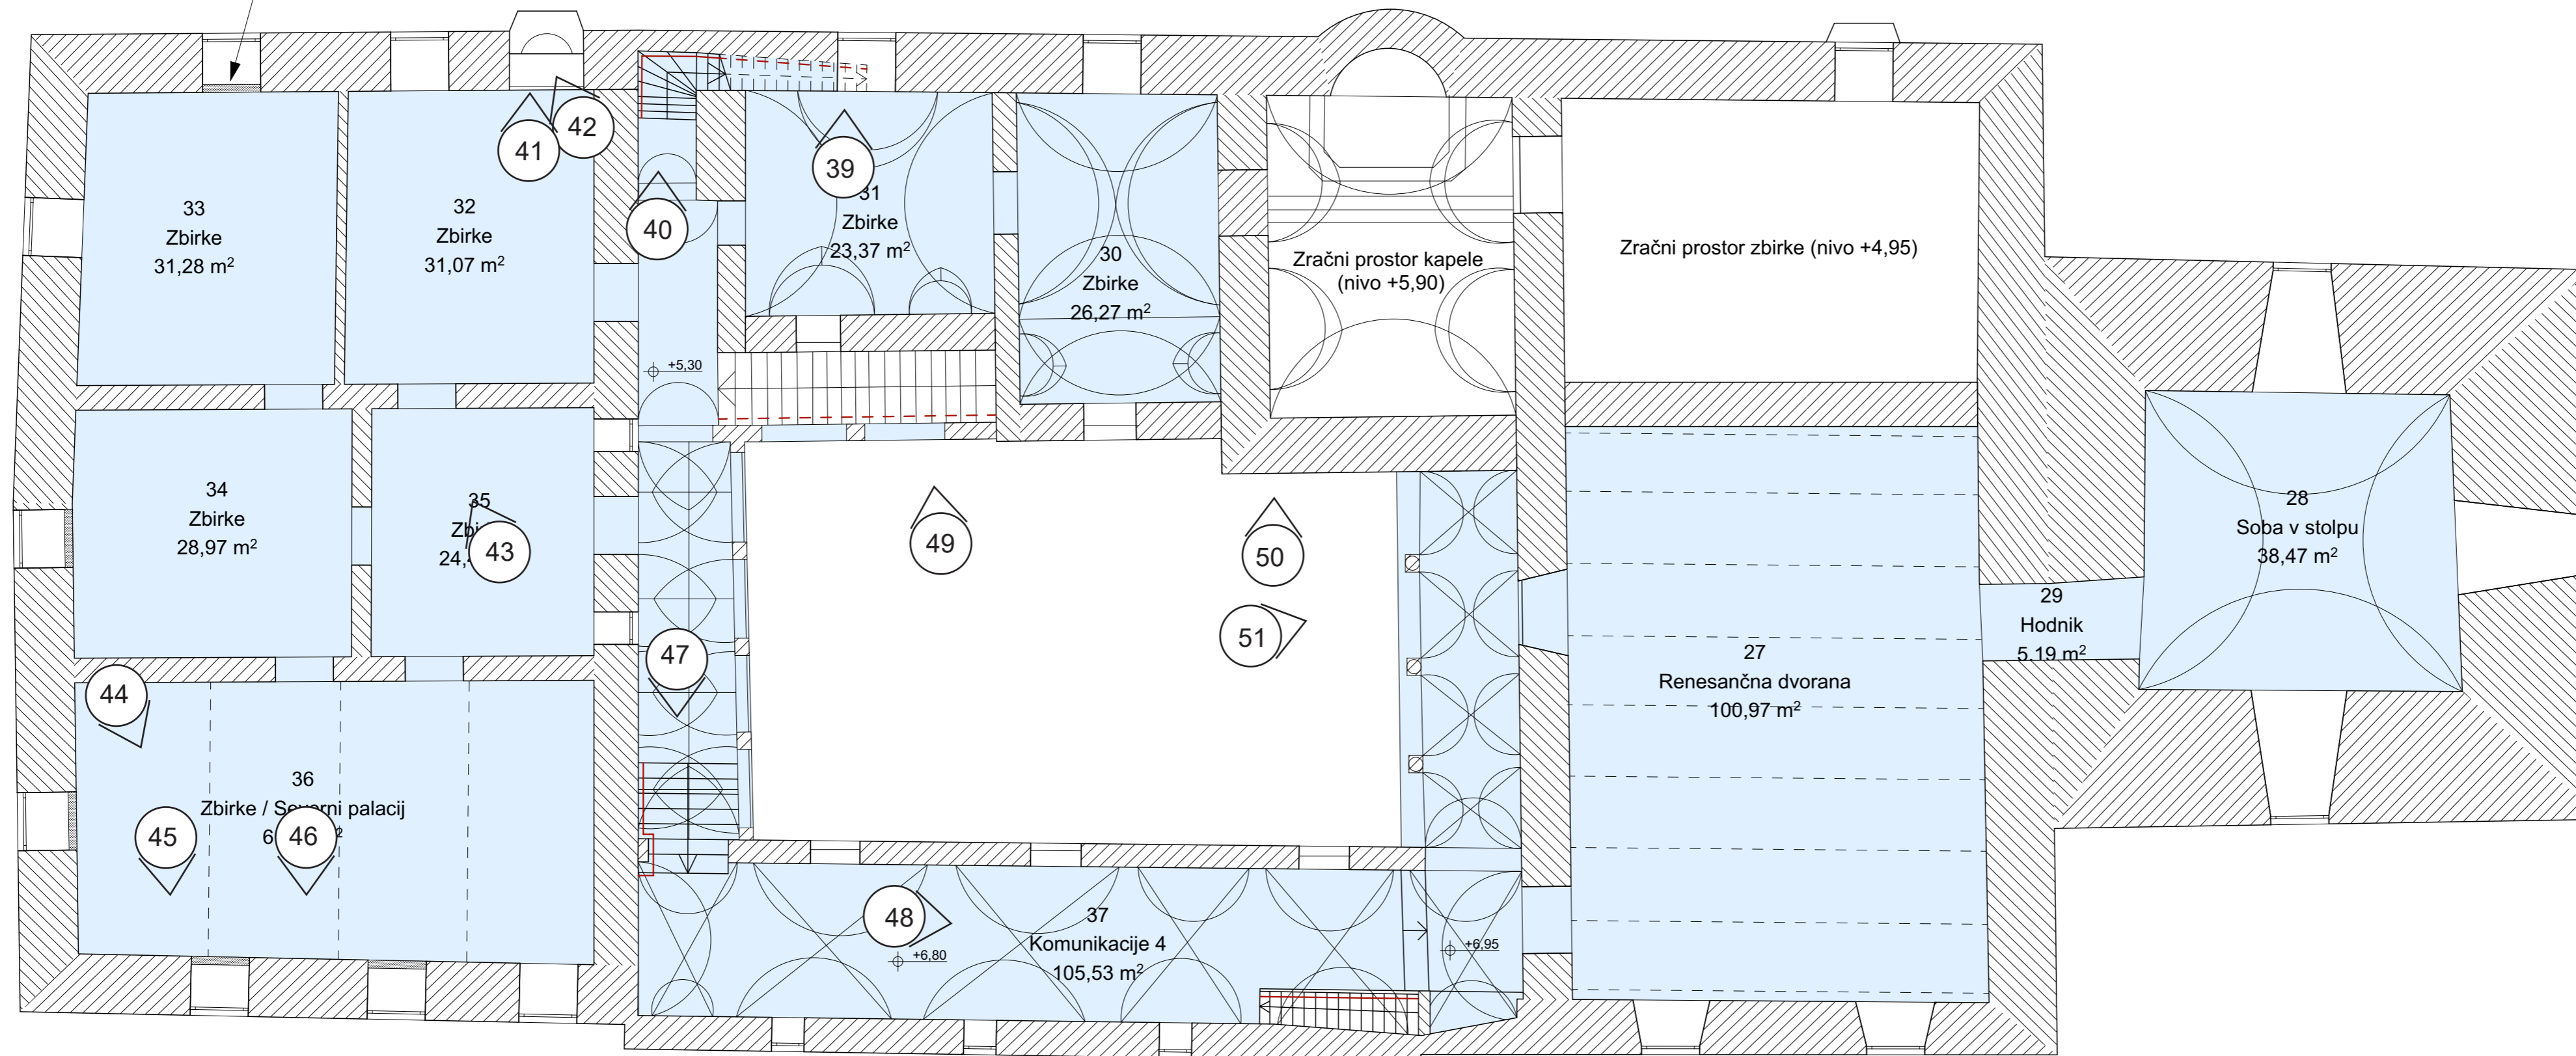 33
Zbirke
31,28 m²
32
Zbirke
31,07 m²
41
42
40
39
31
Zbirke
23,37 m²
30
Zbirke
26,27 m²
Zračni prostor kapele
(nivo +5,90)
Zračni prostor zbirke (nivo +4,95)
+5,30
34
Zbirke
28,97 m²
35
43
49
50
51
28
Soba v stolpu
38,47 m²
29
Hodnik
5,19 m²
27
Renesančna dvorana
100,97 m²
47
44
36
Zbirke / Severni palacij
45
46
48
+6,80
37
Komunikacije 4
105,53 m²
+6,95